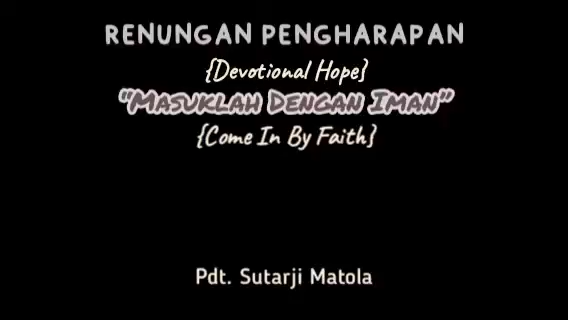 RENUNGAN PENGHARAPAN
{Devotional Hope}
"MASUKLAH DENGAN IMAN"
{Come In By Faith}
Pdt. Sutarji Matola